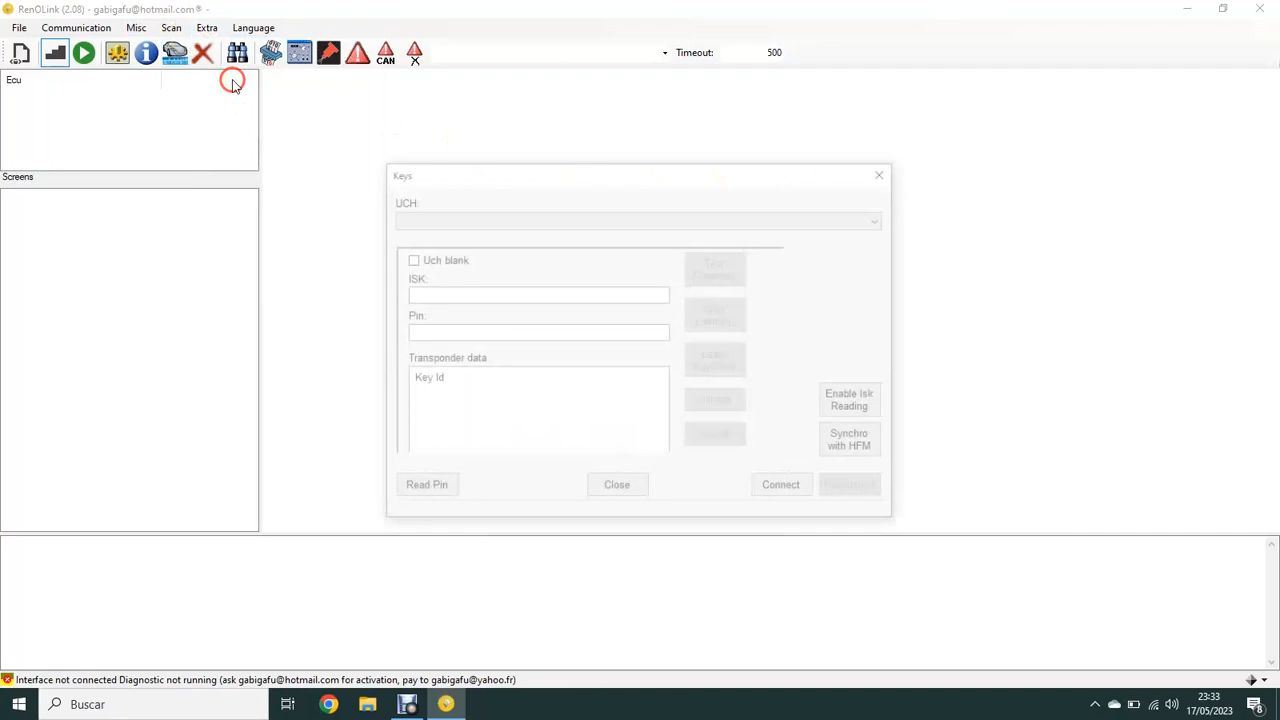 RenOLink (2.08) - gabigafu@hotmail.com® -
File Communication Misc Scan Extra Language
CAN Timeout: 500
Ecu
Screens
Keys
UCH:
Uch blank
ISK:
Pin:
Transponder data
Key Id
Enable Isk
Reading
Synchro
with HFM
Read Pin Close Connect
Interface not connected Diagnostic not running (ask gabigafu@hotmail.com for activation, pay to gabigafu@yahoo.fr)
Buscar
23:33
17/05/2023
8